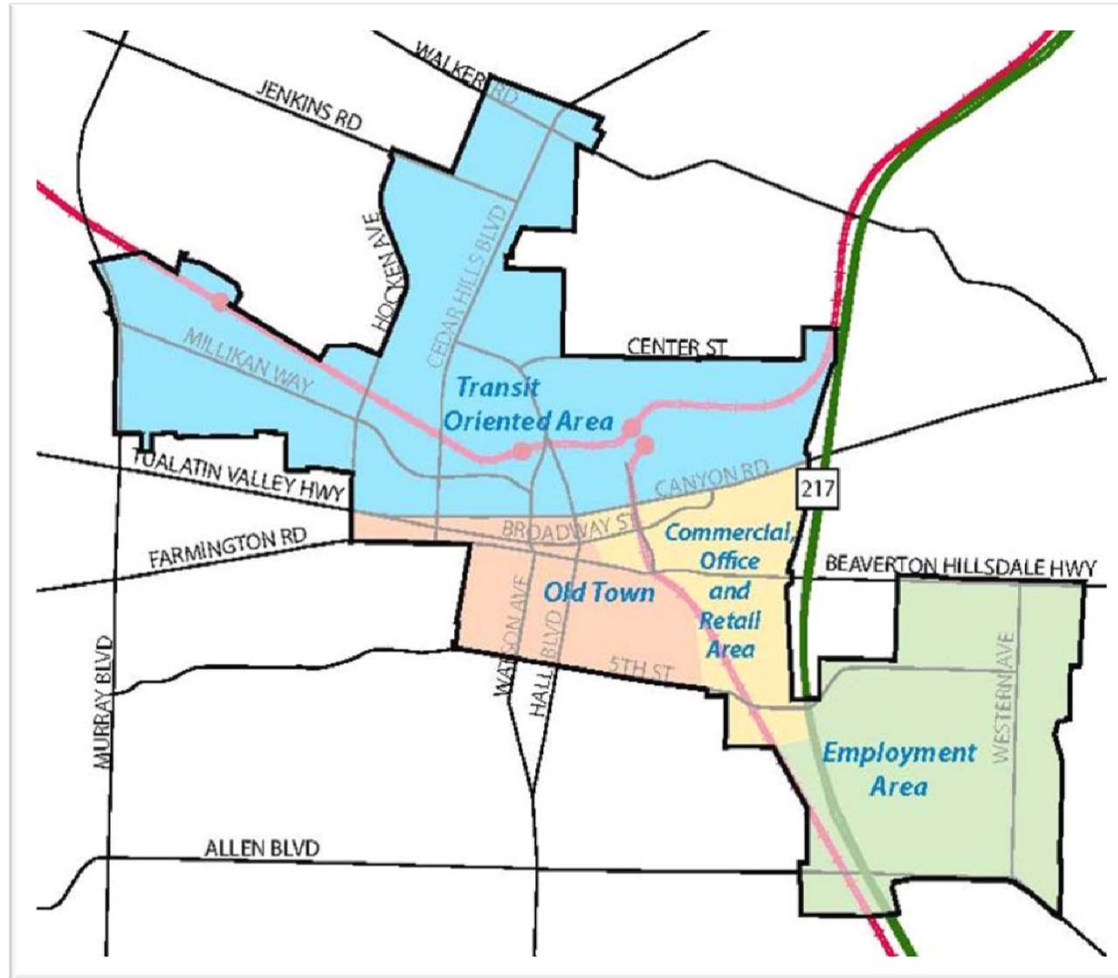 WALKER RD
JENKINS RD
HOCKEN AVE
CEDAR HILLS BLVD
MILLIKAN WAY
CENTER ST
Transit
Oriented Area
TUALATIN VALLEY HWY
CANYON RD
217
BROADWAY ST
FARMINGTON RD
Commercial,
Office
and
Retail
Area
BEAVERTON HILLSDALE HWY
Old Town
WATSON AVE
HALL BLVD
5TH ST
MURRAY BLVD
WESTERN AVE
Employment
Area
ALLEN BLVD